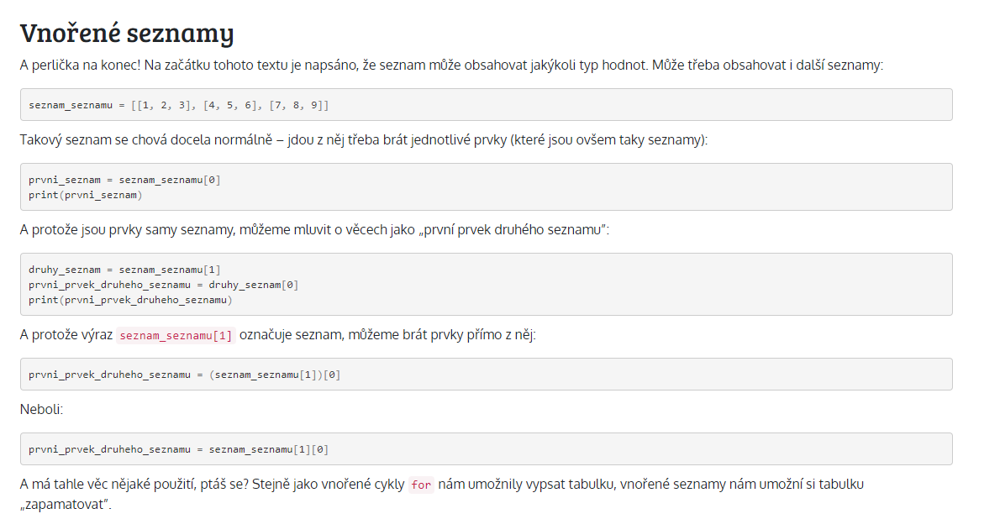 Vnořené seznamy
A perlička na konec! Na začátku tohoto textu je napsáno, že seznam může obsahovat jakýkoli typ hodnot. Může třeba obsahovat i další seznamy:
seznam_seznamu = [[1, 2, 3], [4, 5, 6], [7, 8, 9]]
Takový seznam se chová docela normálně – jdou z něj třeba brát jednotlivé prvky (které jsou ovšem taky seznamy):
prvni_seznam = seznam_seznamu[0]
print(prvni_seznam)
A protože jsou prvky samy seznamy, můžeme mluvit o věcech jako „první prvek druhého seznamu”:
druhy_seznam = seznam_seznamu[1]
prvni_prvek_druheho_seznamu = druhy_seznam[0]
print(prvni_prvek_druheho_seznamu)
A protože výraz seznam_seznamu[1] označuje seznam, můžeme brát prvky přímo z něj:
prvni_prvek_druheho_seznamu = (seznam_seznamu[1])[0]
Neboli:
prvni_prvek_druheho_seznamu = seznam_seznamu[1][0]
A má tahle věc nějaké použití, ptáš se? Stejně jako vnořené cykly for nám umožnily vypsat tabulku, vnořené seznamy nám umožní si tabulku
„zapamatovat”.